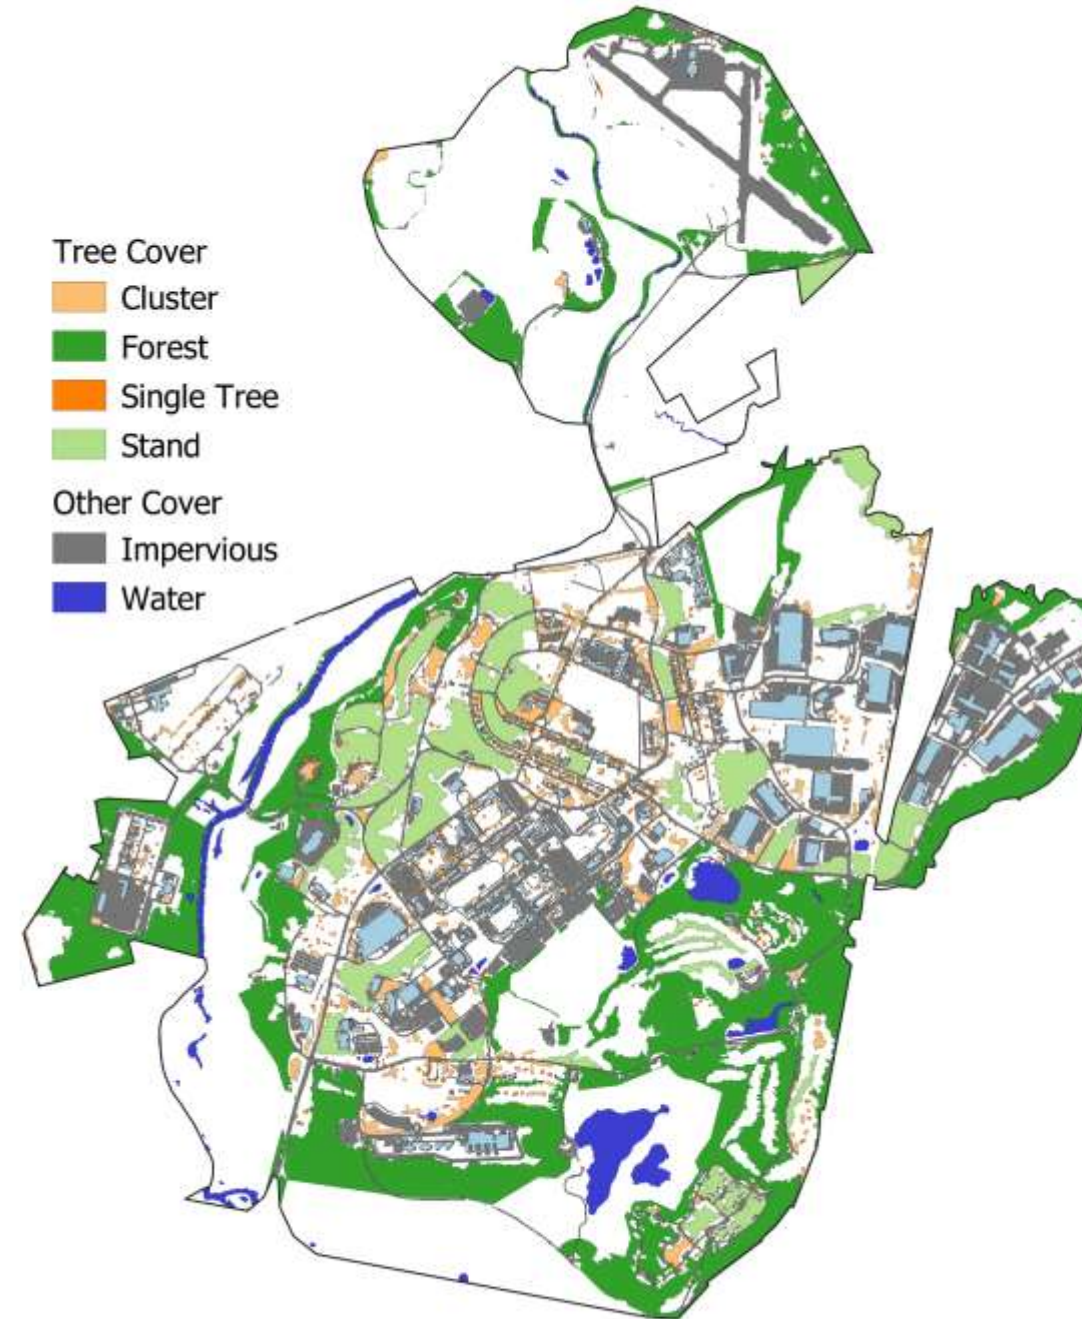 Tree Cover
Cluster
Forest
Single Tree
Stand
Other Cover
Impervious
Water